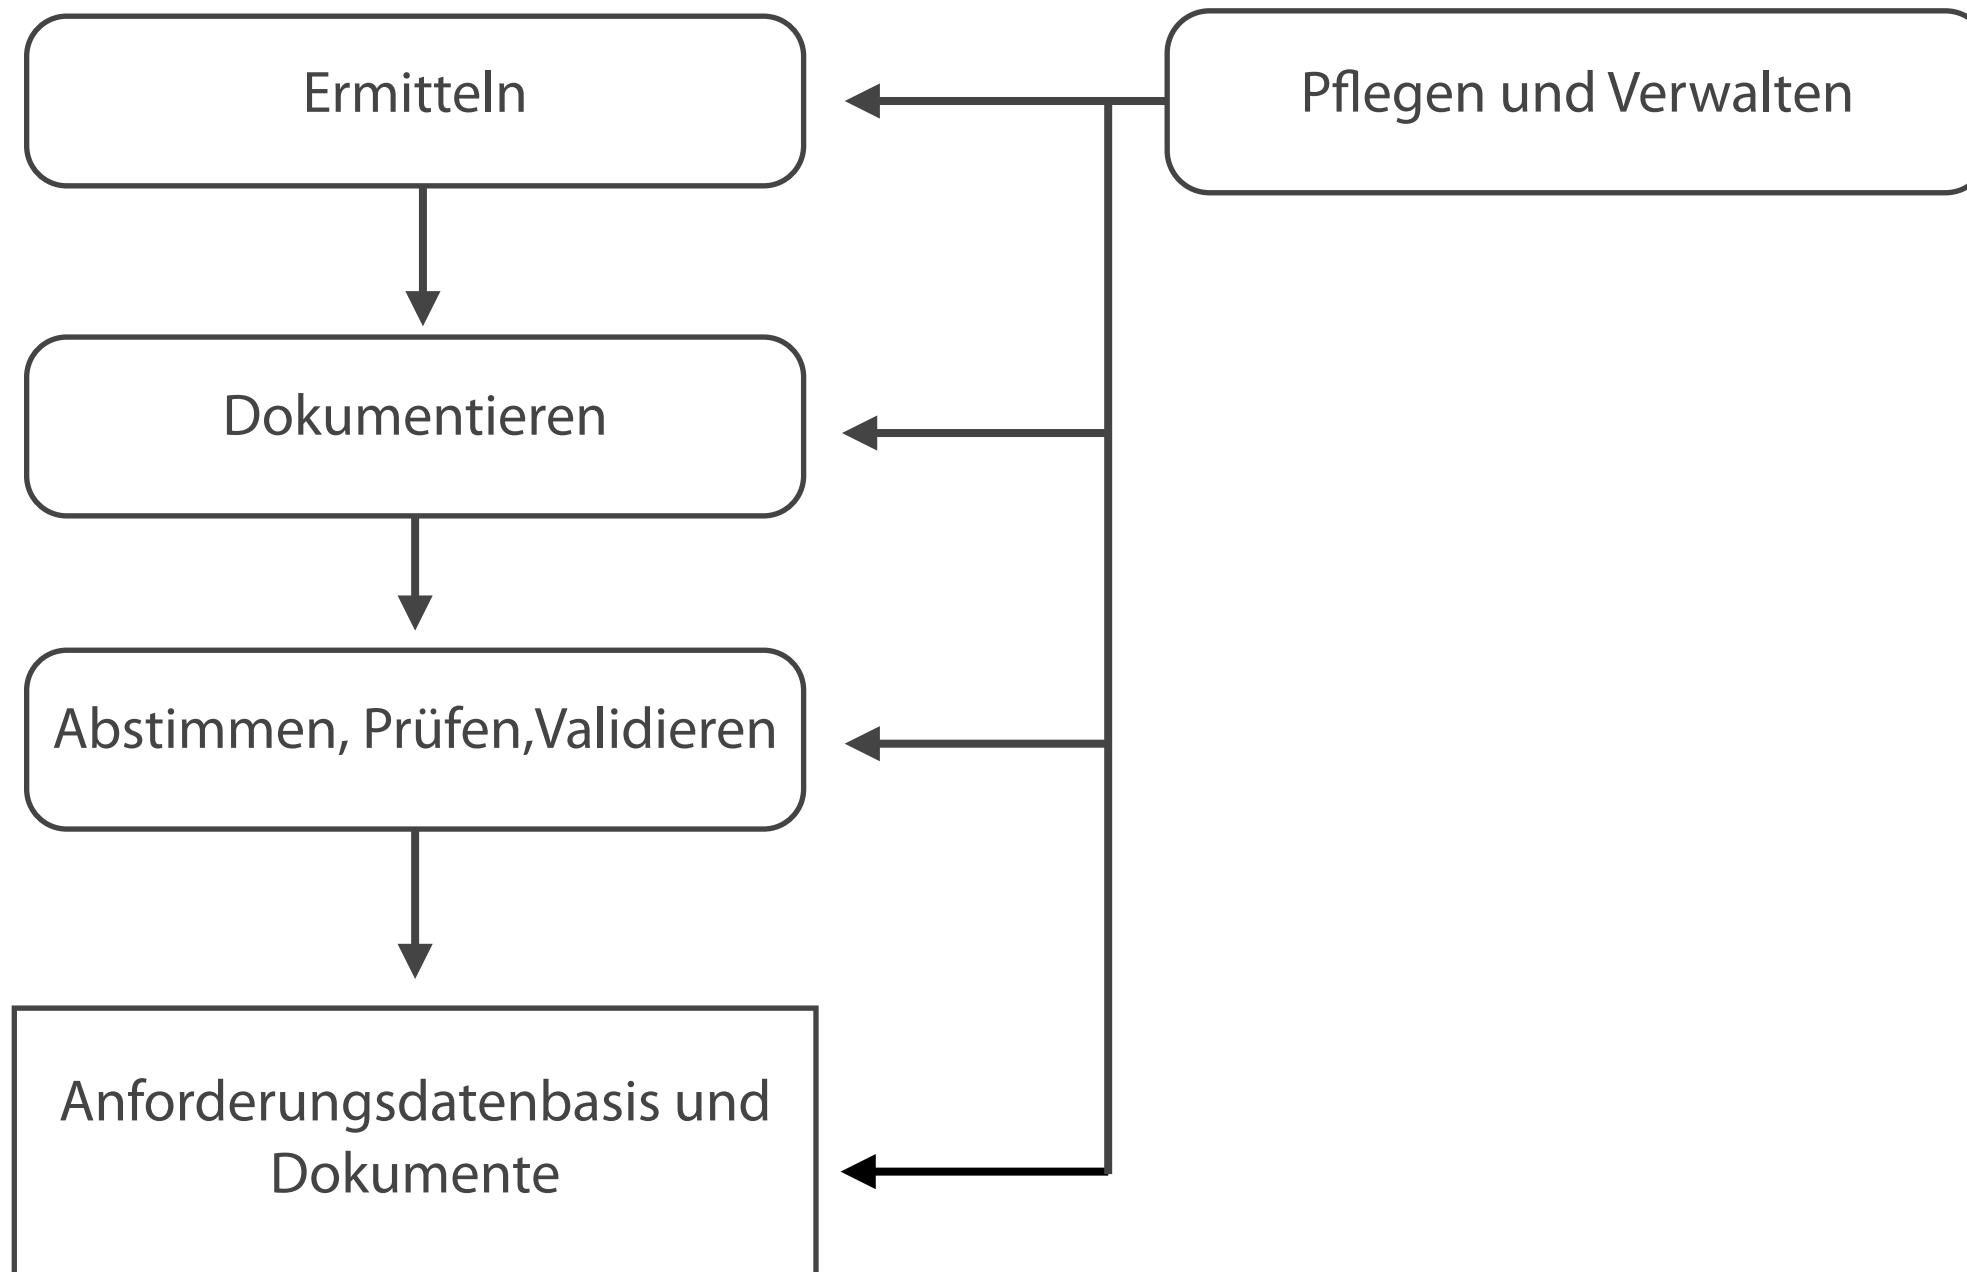 Ermitteln
Pflegen und Verwalten
Dokumentieren
Abstimmen, Prüfen,Validieren
Anforderungsdatenbasis und
Dokumente